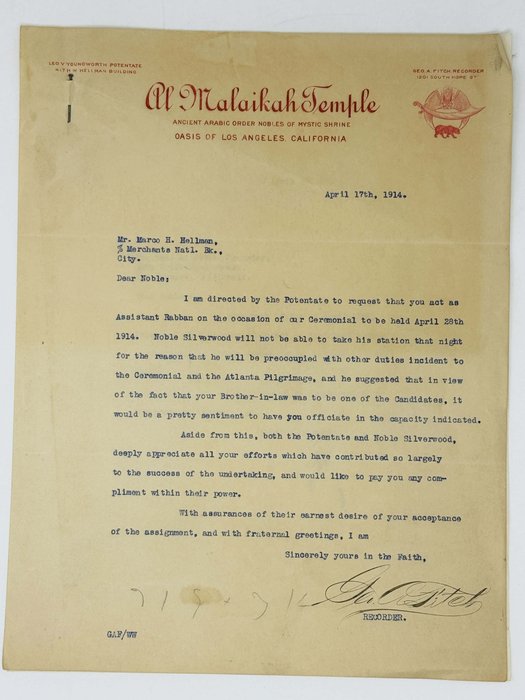 LEO V YOUNGWORTH POTENTATE
HELLMAN BUILDING
GEO. A. FITCH RECORDER
1201 SOUTH HOPE ST
Al Malaikah Temple
ANCIENT ARABIC ORDER NOBLES OF MYSTIC SHRINE
OASIS OF LOS ANGELES, CALIFORNIA
April 17th, 1914.
Mr. Marco H. Hellman,
℅ Merchants Natl. Bk.,
City.
Dear Noble:
I am directed by the Potentate to request that you act as
Assistant Rabban on the occasion of our Ceremonial to be held April 28th
1914. Noble Silverwood will not be able to take his station that night
for the reason that he will be preoccupied with other duties incident to
the Ceremonial and the Atlanta Pilgrimage, and he suggested that in view
of the fact that your Brother-in-law was to be one of the Candidates, it
would be a pretty sentiment to have you officiate in the capacity indicated.
Aside from this, both the Potentate and Noble Silverwood,
deeply appreciate all your efforts which have contributed so largely
to the success of the undertaking, and would like to pay you any com-
pliment within their power.
With assurances of their earnest desire of your acceptance
of the assignment, and with fraternal greetings, I am
Sincerely yours in the Faith,
Geo A Fitch
RECORDER.
GAF/WW